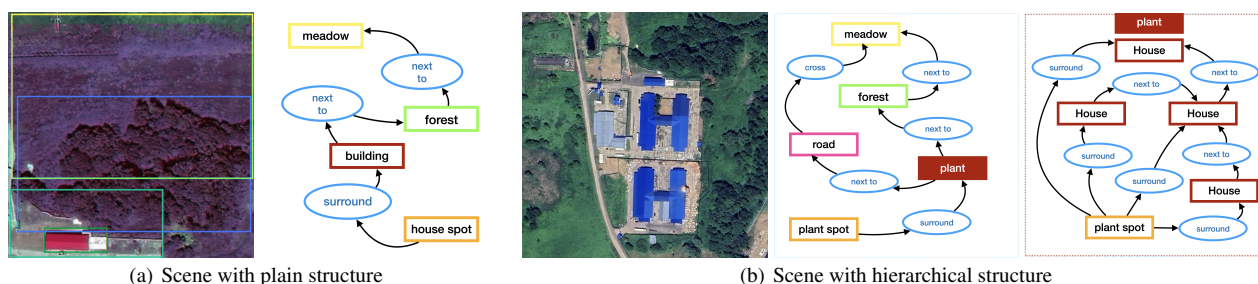 meadow
next
to
next
to
forest
building
surround
house spot
(a) Scene with plain structure
meadow
cross
next to
forest
road
next to
plant
next to
plant spot
surround
plant
House
surround
next to
next to
House
House
surround
next to
surround
House
plant spot
surround
(b) Scene with hierarchical structure